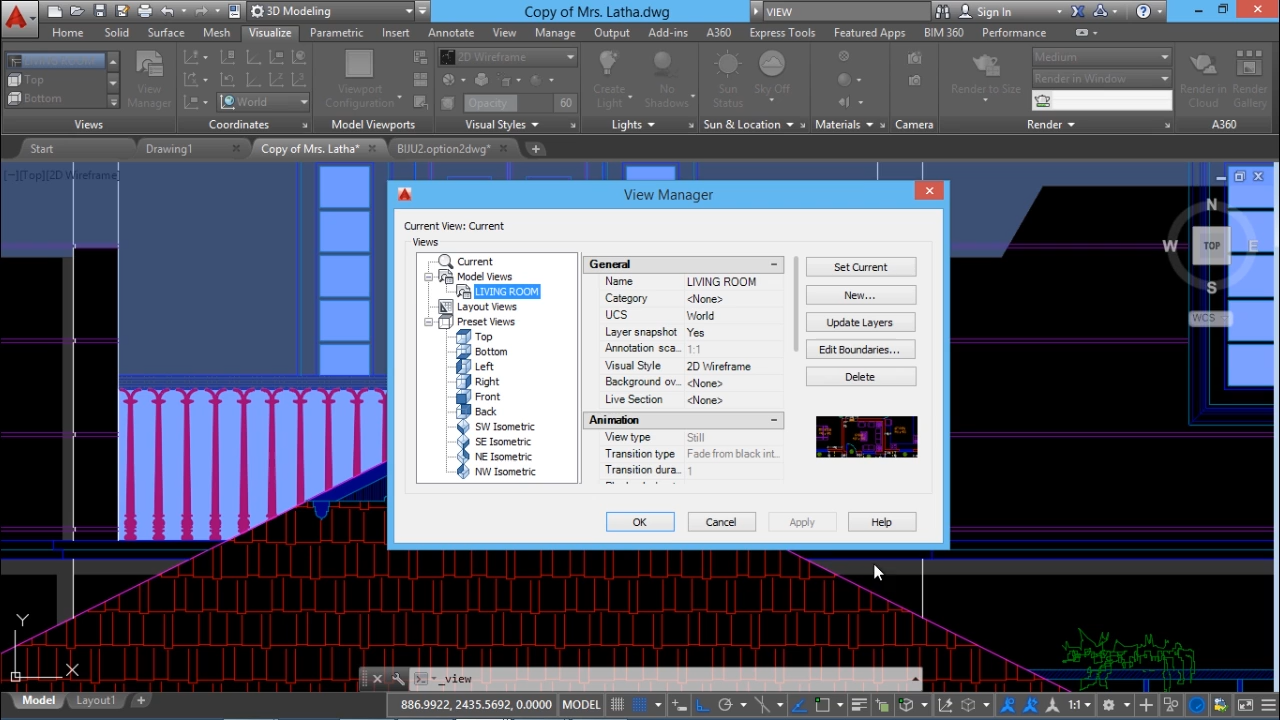 3D Modeling
Copy of Mrs. Latha.dwg
VIEW
Sign In
Home Solid Surface Mesh Visualize Parametric Insert Annotate View Manage Output Add-ins A360 Express Tools Featured Apps BIM 360 Performance
LIVING ROOM
Top
Bottom
View
Manager
World
Viewport
Configuration
2D Wireframe
Opacity 60
Create
Light
No
Shadows
Sun
Status
Sky Off
Render to Size
Medium
Render in Window
Render in
Cloud
Render
Gallery
Views Coordinates Model Viewports Visual Styles Lights Sun & Location Materials Camera Render A360
Start Drawing1 Copy of Mrs. Latha* BIJU2.option2dwg*
[−][Top][2D Wireframe]
View Manager
Current View: Current
Views
Current
Model Views
LIVING ROOM
Layout Views
Preset Views
Top
Bottom
Left
Right
Front
Back
SW Isometric
SE Isometric
NE Isometric
NW Isometric
General
Name LIVING ROOM
Category <None>
UCS World
Layer snapshot Yes
Annotation sca.. 1:1
Visual Style 2D Wireframe
Background ov.. <None>
Live Section <None>
Animation
View type Still
Transition type Fade from black int...
Transition dura.. 1
Set Current
New...
Update Layers
Edit Boundaries...
Delete
OK Cancel Apply Help
N
W TOP E
S
WCS
Y
X
_view
Model Layout1
886.9922, 2435.5692, 0.0000 MODEL 1:1